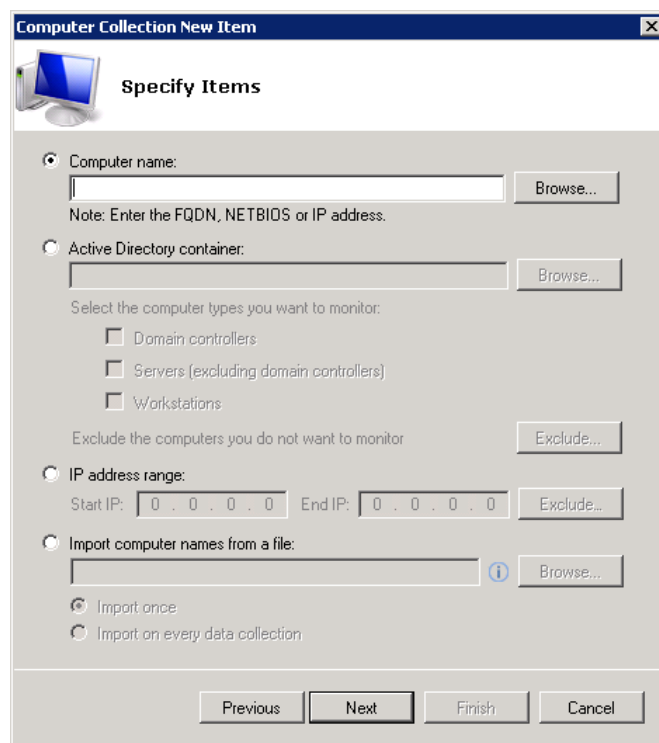 Computer Collection New Item
Specify Items
Computer name:
Browse...
Note: Enter the FQDN, NETBIOS or IP address.
Active Directory container:
Browse...
Select the computer types you want to monitor:
Domain controllers
Servers (excluding domain controllers)
Workstations
Exclude the computers you do not want to monitor
Exclude...
IP address range:
Start IP: 0 . 0 . 0 . 0 End IP: 0 . 0 . 0 . 0 Exclude...
Import computer names from a file:
Browse...
Import once
Import on every data collection
Previous Next Finish Cancel